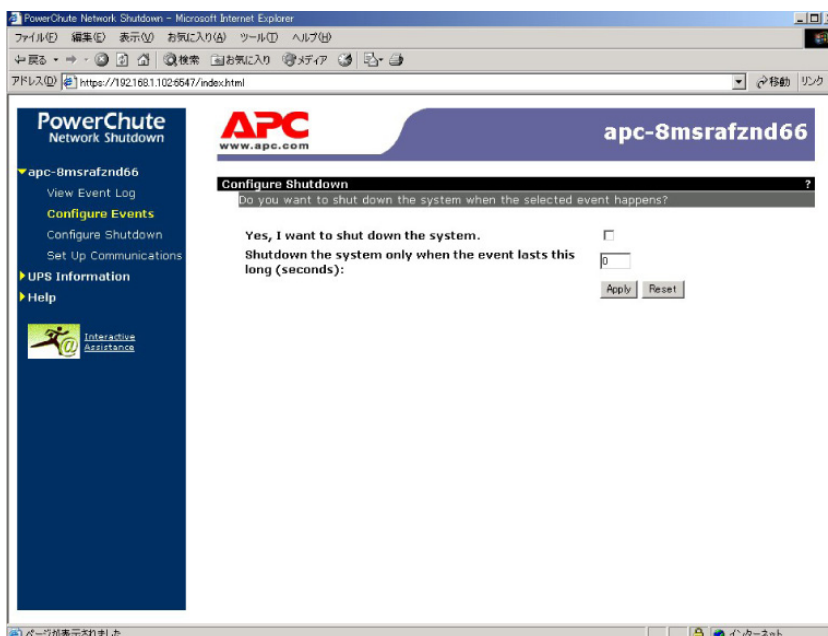 PowerChute Network Shutdown - Microsoft Internet Explorer
ファイル(F) 編集(E) 表示(V) お気に入り(A) ツール(T) ヘルプ(H)
戻る 検索 お気に入り メディア
アドレス(D) https://192.168.1.102:6547/index.html 移動 リンク
PowerChute
Network Shutdown
apc-8msrafznd66
View Event Log
Configure Events
Configure Shutdown
Set Up Communications
UPS Information
Help
Interactive
Assistance
APC
www.apc.com
apc-8msrafznd66
Configure Shutdown ?
Do you want to shut down the system when the selected event happens?
Yes, I want to shut down the system.
Shutdown the system only when the event lasts this
long (seconds): 0
Apply Reset
ページが表示されました インターネット